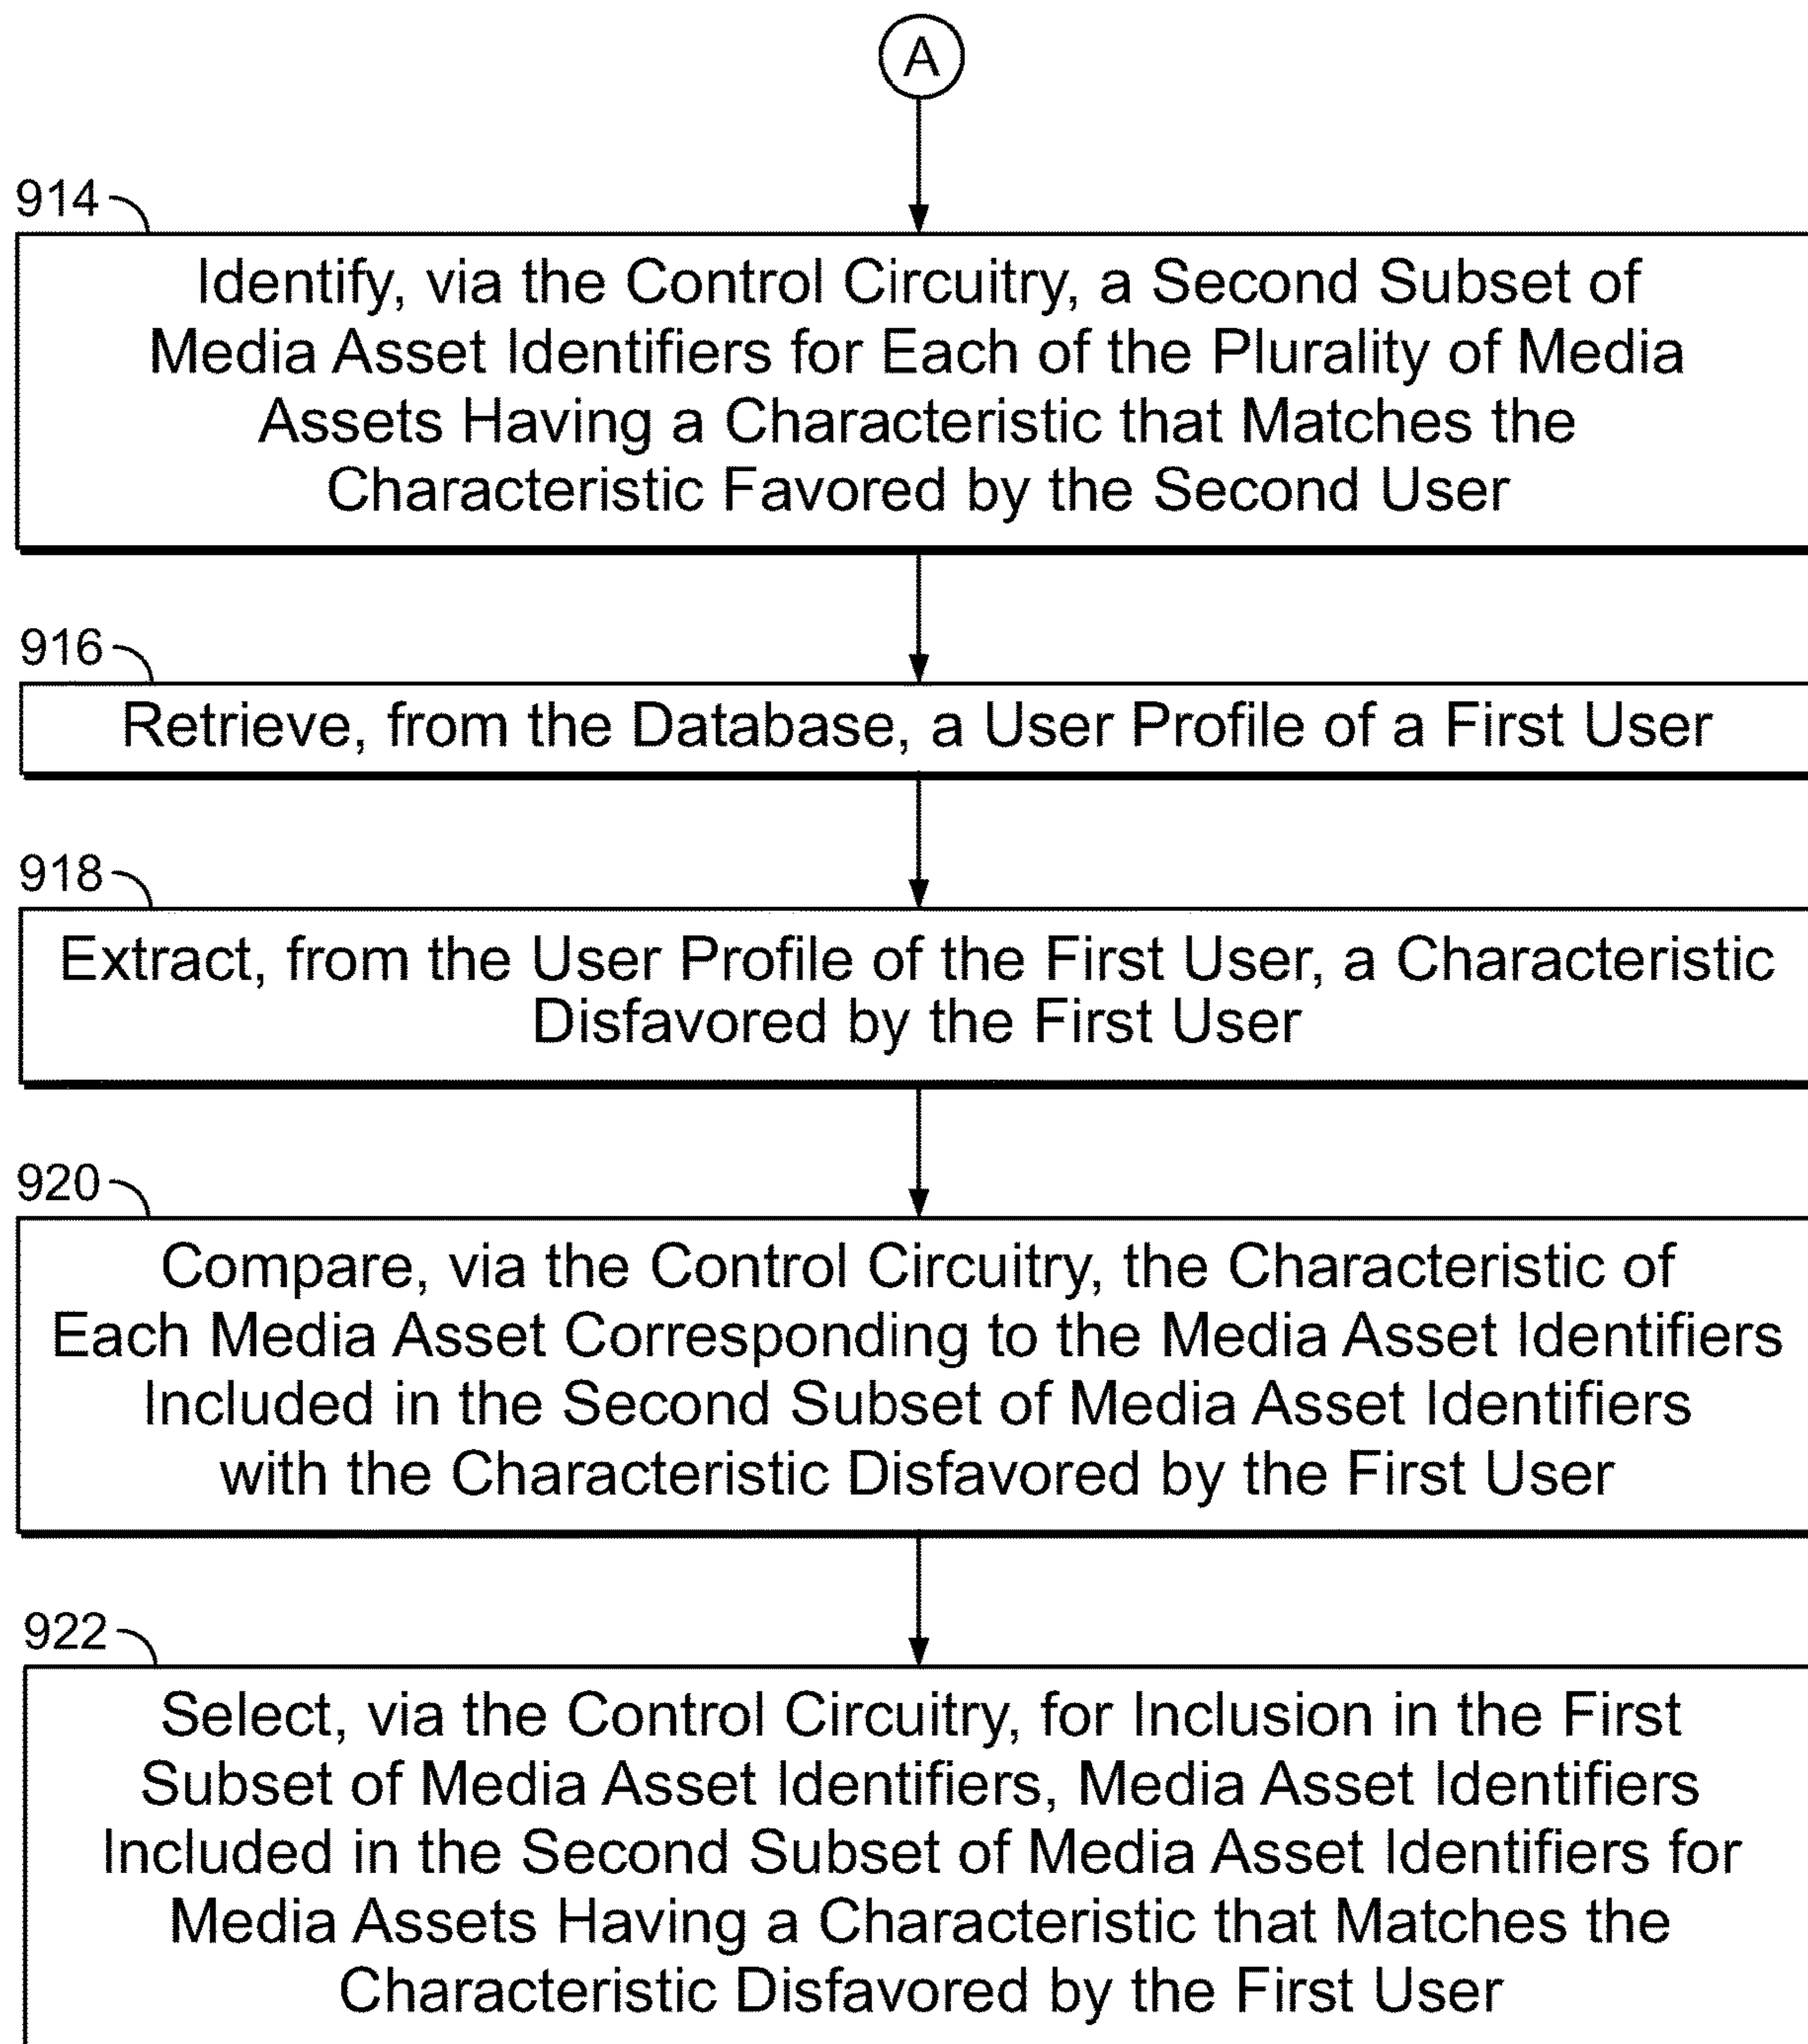 A
914
Identify, via the Control Circuitry, a Second Subset of
Media Asset Identifiers for Each of the Plurality of Media
Assets Having a Characteristic that Matches the
Characteristic Favored by the Second User
916
Retrieve, from the Database, a User Profile of a First User
918
Extract, from the User Profile of the First User, a Characteristic
Disfavored by the First User
920
Compare, via the Control Circuitry, the Characteristic of
Each Media Asset Corresponding to the Media Asset Identifiers
Included in the Second Subset of Media Asset Identifiers
with the Characteristic Disfavored by the First User
922
Select, via the Control Circuitry, for Inclusion in the First
Subset of Media Asset Identifiers, Media Asset Identifiers
Included in the Second Subset of Media Asset Identifiers for
Media Assets Having a Characteristic that Matches the
Characteristic Disfavored by the First User